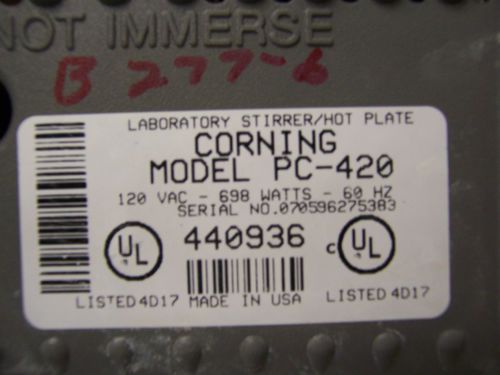 NOT IMMERSE
B 277-6
LABORATORY STIRRER/HOT PLATE
CORNING
MODEL PC-420
120 VAC - 698 WATTS - 60 HZ
SERIAL NO.070596275383
UL 440936 c UL
LISTED 4D17 MADE IN USA LISTED 4D17